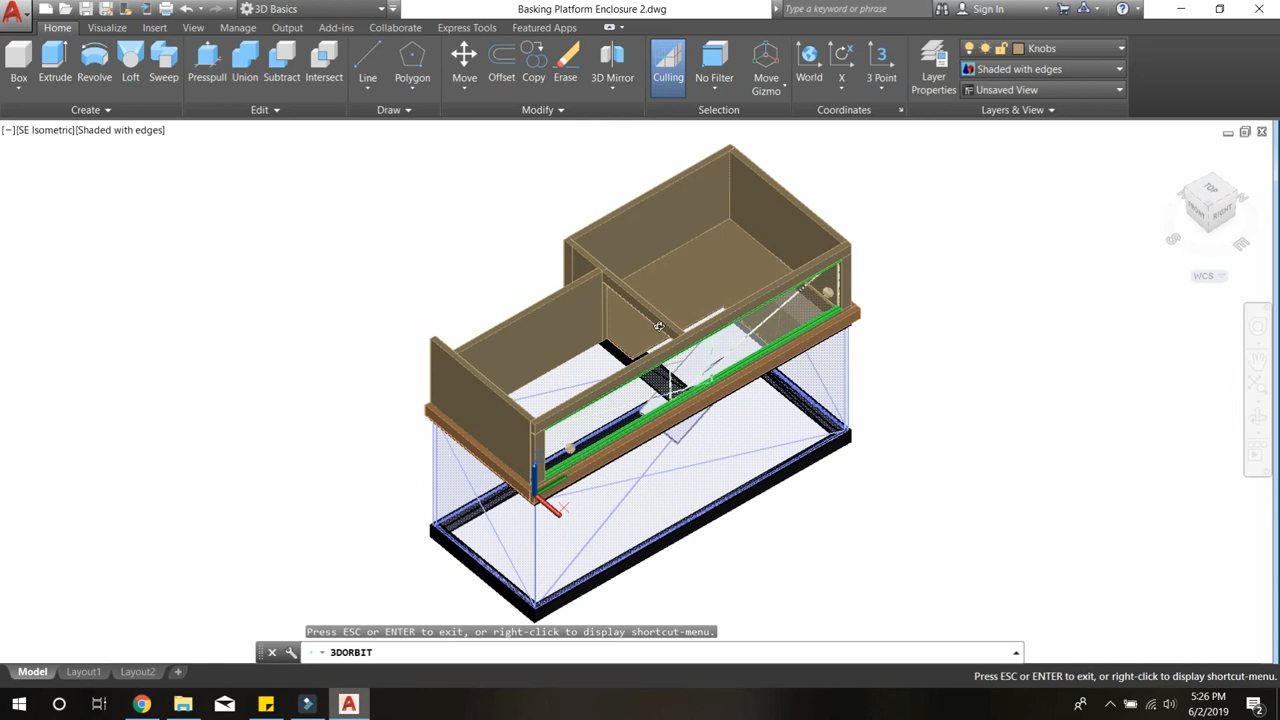 3D Basics
Basking Platform Enclosure 2.dwg
Type a keyword or phrase
Sign In
Home
Visualize
Insert
View
Manage
Output
Add-ins
Collaborate
Express Tools
Featured Apps
Box
Extrude
Revolve
Loft
Sweep
Presspull
Union
Subtract
Intersect
Line
Polygon
Move
Offset
Copy
Erase
3D Mirror
Culling
No Filter
Move
Gizmo
World
X
3 Point
Layer
Properties
Knobs
Shaded with edges
Unsaved View
Create
Edit
Draw
Modify
Selection
Coordinates
Layers & View
[−][SE Isometric][Shaded with edges]
TOP
FRONT
RIGHT
S
E
WCS
X
Press ESC or ENTER to exit, or right-click to display shortcut-menu.
3DORBIT
Model
Layout1
Layout2
+
Press ESC or ENTER to exit, or right-click to display shortcut-menu.
5:26 PM
6/2/2019
2